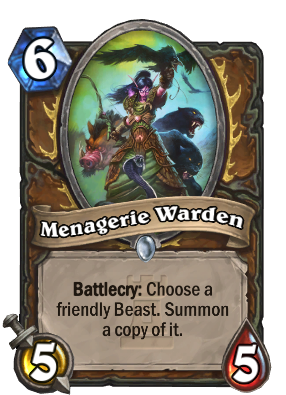 6
Menagerie Warden
Battlecry: Choose a
friendly Beast. Summon
a copy of it.
5 5